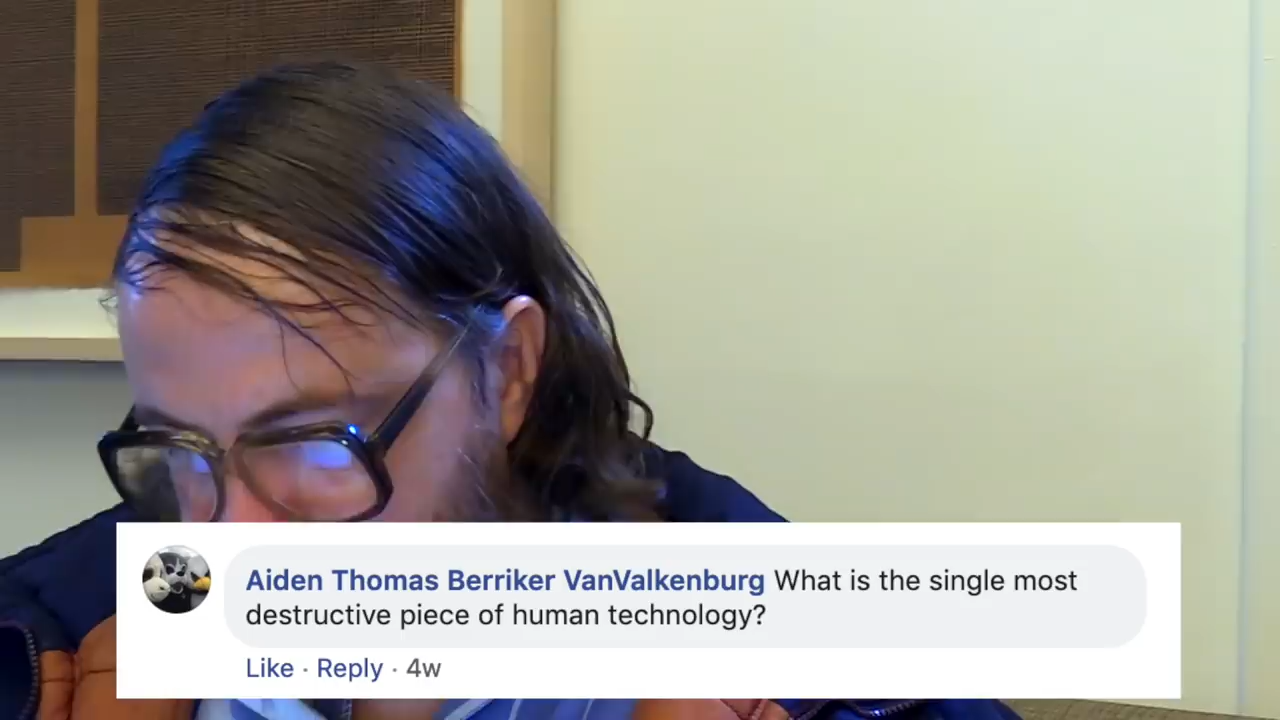 Aiden Thomas Berriker VanValkenburg What is the single most
destructive piece of human technology?
Like · Reply · 4w